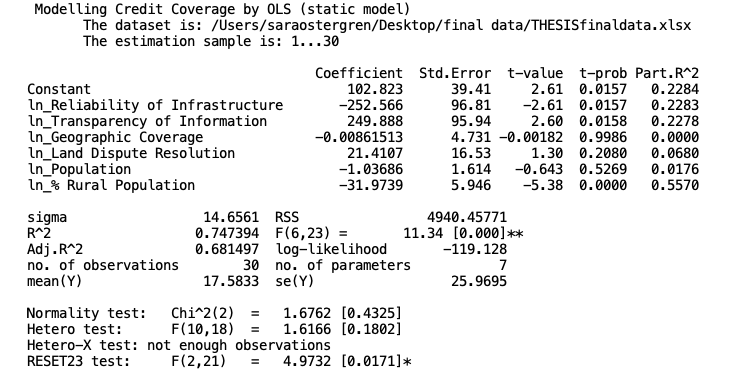 Modelling Credit Coverage by OLS (static model)
The dataset is: /Users/saraostergren/Desktop/final data/THESISfinaldata.xlsx
The estimation sample is: 1...30
Coefficient Std.Error t-value t-prob Part.R^2
Constant 102.823 39.41 2.61 0.0157 0.2284
ln_Reliability of Infrastructure -252.566 96.81 -2.61 0.0157 0.2283
ln_Transparency of Information 249.888 95.94 2.60 0.0158 0.2278
ln_Geographic Coverage -0.00861513 4.731 -0.00182 0.9986 0.0000
ln_Land Dispute Resolution 21.4107 16.53 1.30 0.2080 0.0680
ln_Population -1.03686 1.614 -0.643 0.5269 0.0176
ln_% Rural Population -31.9739 5.946 -5.38 0.0000 0.5570
sigma 14.6561 RSS 4940.45771
R^2 0.747394 F(6,23) = 11.34 [0.000]**
Adj.R^2 0.681497 log-likelihood -119.128
no. of observations 30 no. of parameters 7
mean(Y) 17.5833 se(Y) 25.9695
Normality test: Chi^2(2) = 1.6762 [0.4325]
Hetero test: F(10,18) = 1.6166 [0.1802]
Hetero-X test: not enough observations
RESET23 test: F(2,21) = 4.9732 [0.0171]*